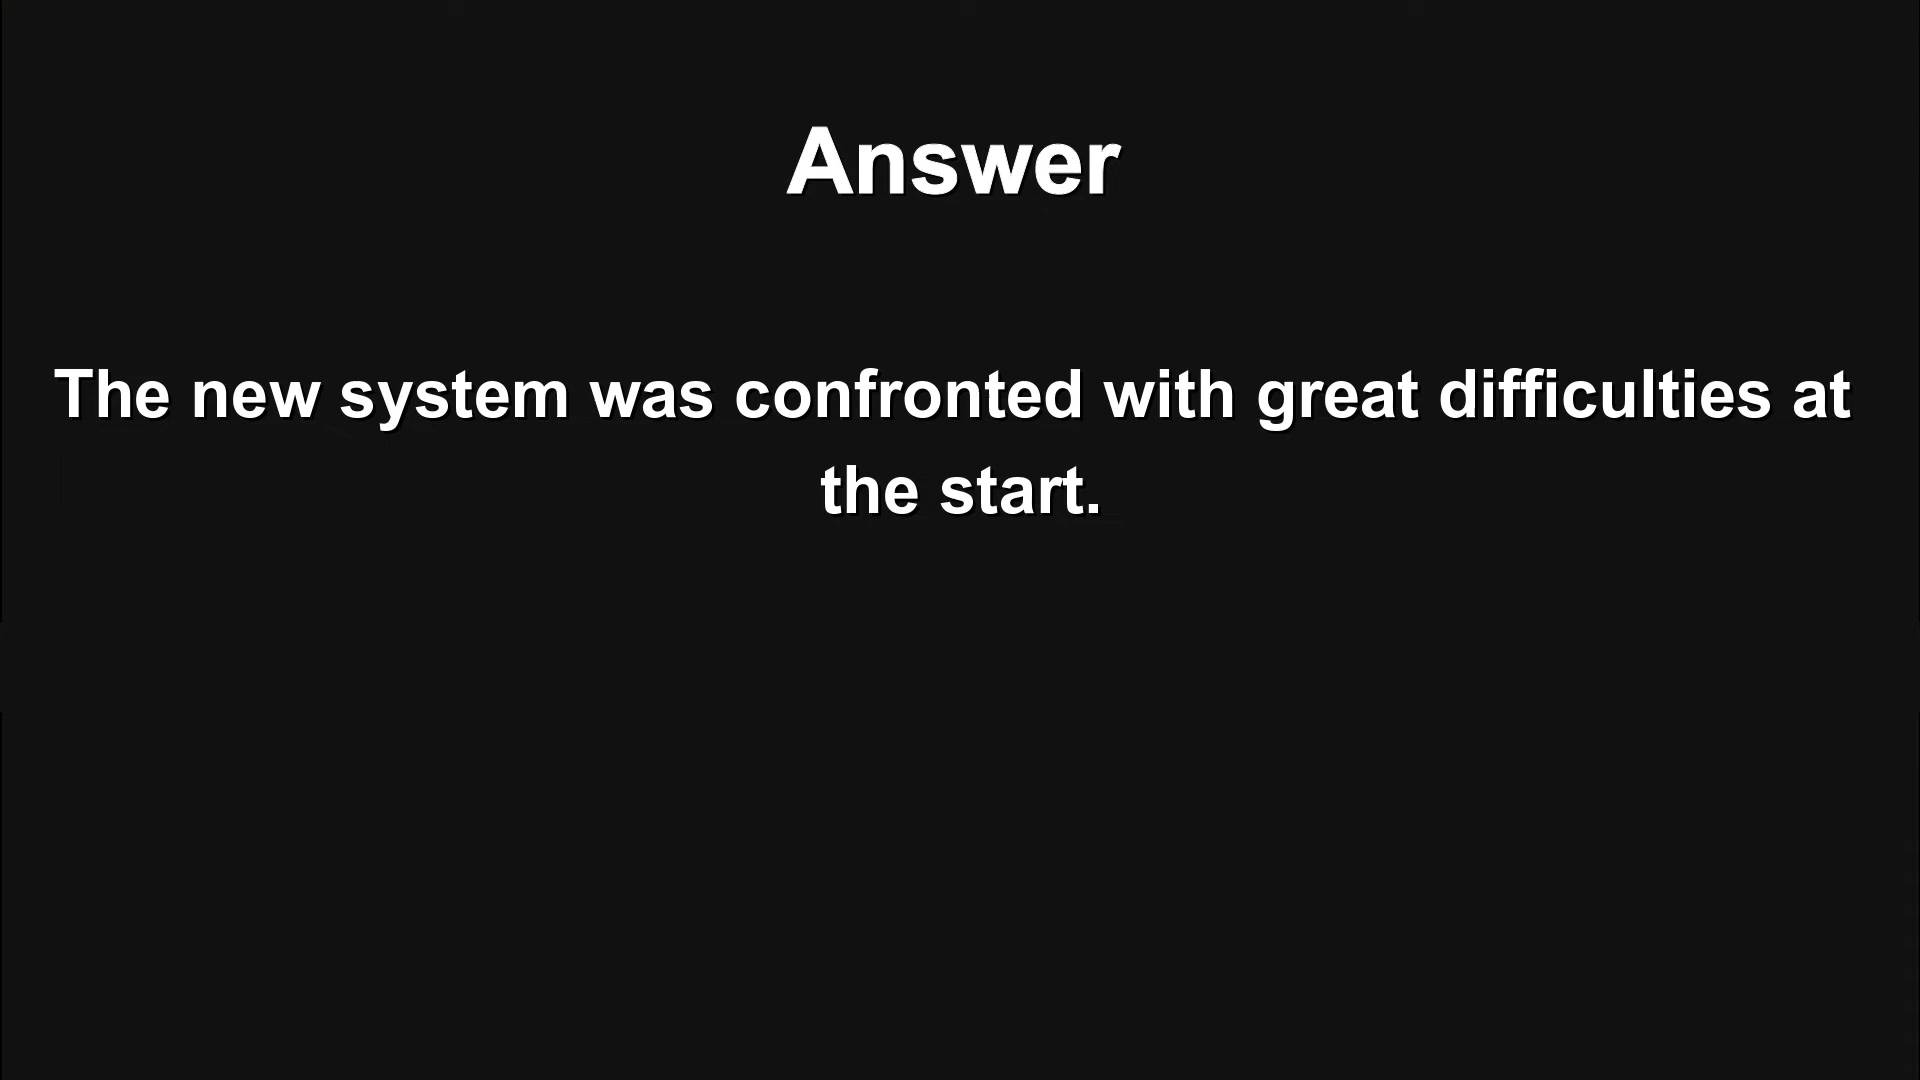 Answer
The new system was confronted with great difficulties at
the start.